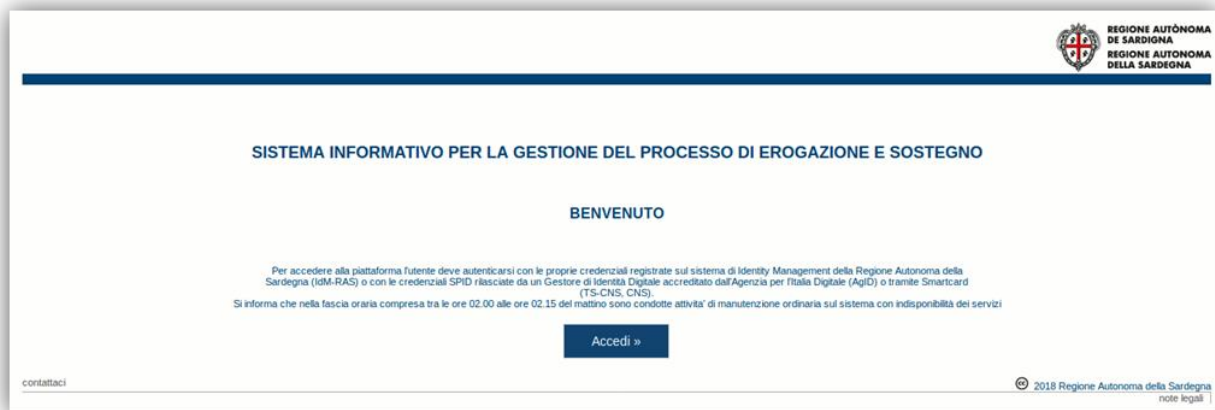 REGIONE AUTÒNOMA
DE SARDIGNA
REGIONE AUTONOMA
DELLA SARDEGNA
SISTEMA INFORMATIVO PER LA GESTIONE DEL PROCESSO DI EROGAZIONE E SOSTEGNO
BENVENUTO
Per accedere alla piattaforma l'utente deve autenticarsi con le proprie credenziali registrate sul sistema di Identity Management della Regione Autonoma della
Sardegna (IdM-RAS) o con le credenziali SPID rilasciate da un Gestore di Identità Digitale accreditato dall'Agenzia per l'Italia Digitale (AgID) o tramite Smartcard
(TS-CNS, CNS).
Si informa che nella fascia oraria compresa tra le ore 02.00 alle ore 02.15 del mattino sono condotte attivita' di manutenzione ordinaria sul sistema con indisponibilità dei servizi
Accedi »
contattaci
cc 2018 Regione Autonoma della Sardegna
note legali